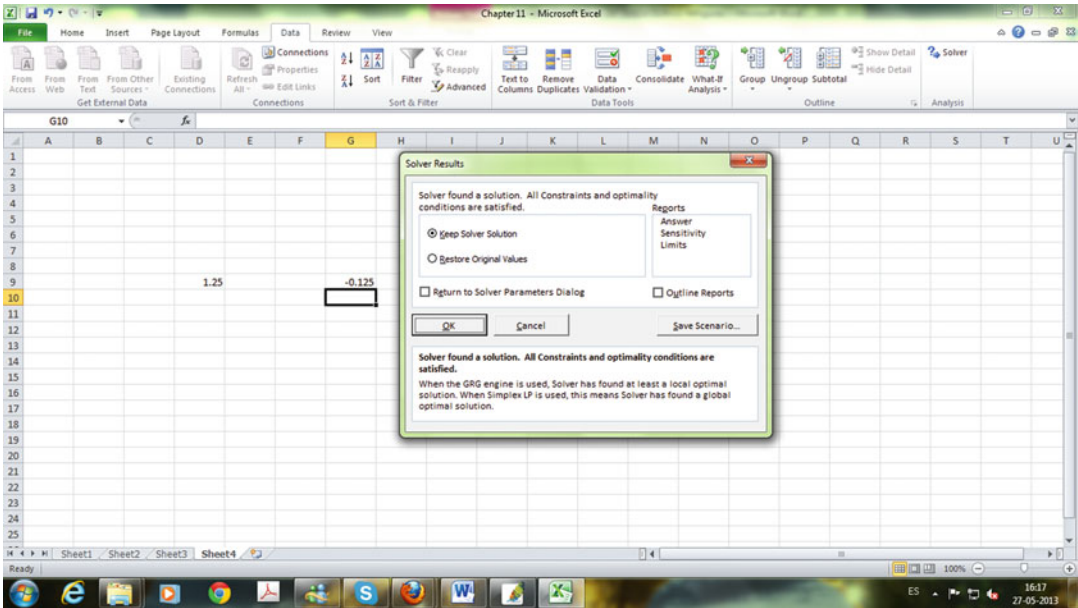 Chapter 11 - Microsoft Excel
File Home Insert Page Layout Formulas Data Review View
From Access
From Web
From Text
From Other Sources
Get External Data
Existing Connections
Refresh All
Connections
Properties
Edit Links
Connections
Sort
Filter
Clear
Reapply
Advanced
Sort & Filter
Text to Columns
Remove Duplicates
Data Validation
Consolidate
What-If Analysis
Data Tools
Group
Ungroup
Subtotal
Show Detail
Hide Detail
Outline
Solver
Analysis
G10
fx
A B C D E F G H I J K L M N O P Q R S T U
1
2
3
4
5
6
7
8
9 1.25 -0.125
10
11
12
13
14
15
16
17
18
19
20
21
22
23
24
25
Solver Results
Solver found a solution. All Constraints and optimality
conditions are satisfied.
Reports
Answer
Sensitivity
Limits
Keep Solver Solution
Restore Original Values
Return to Solver Parameters Dialog
Outline Reports
OK Cancel Save Scenario...
Solver found a solution. All Constraints and optimality conditions are
satisfied.
When the GRG engine is used, Solver has found at least a local optimal
solution. When Simplex LP is used, this means Solver has found a global
optimal solution.
Sheet1 Sheet2 Sheet3 Sheet4
Ready
100%
ES
16:17
27-05-2013